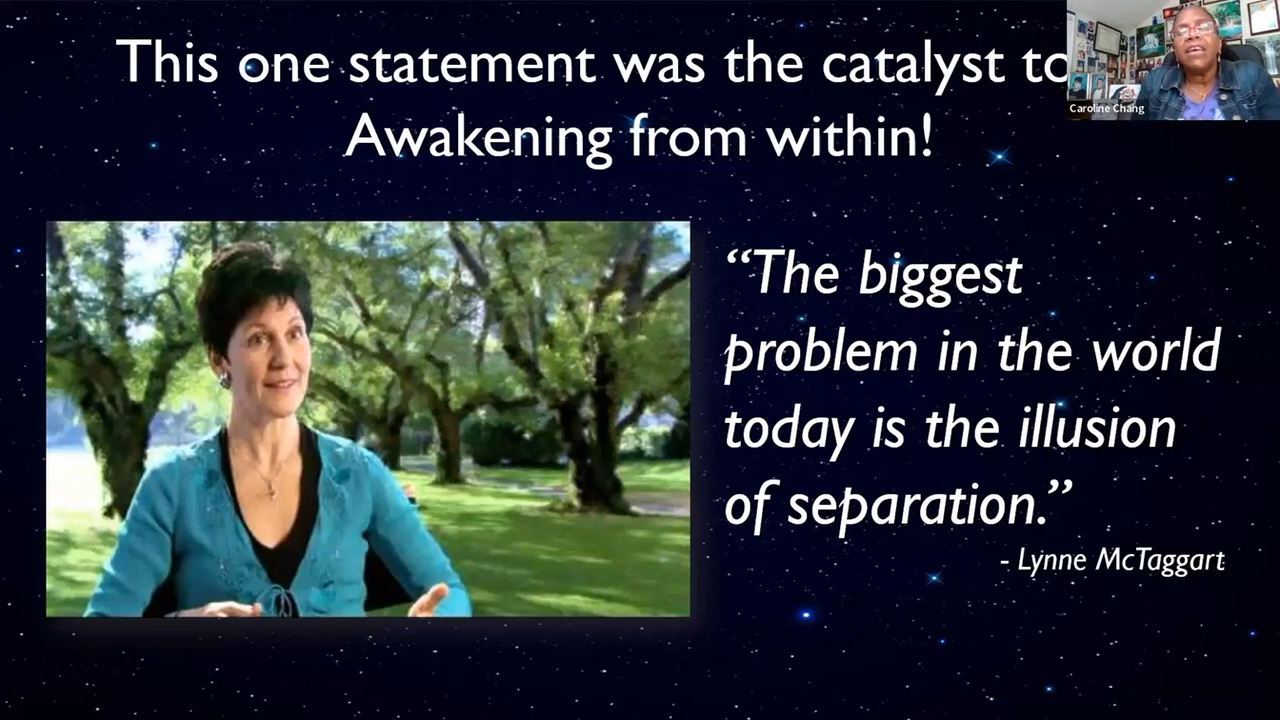 This one statement was the catalyst to
Awakening from within!
Caroline Chang
“The biggest
problem in the world
today is the illusion
of separation.”
- Lynne McTaggart